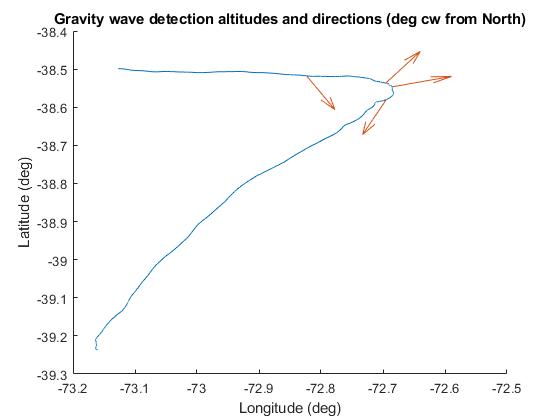 Gravity wave detection altitudes and directions (deg cw from North)
-38.4
-38.5
-38.6
-38.7
-38.8
-38.9
-39
-39.1
-39.2
-39.3
Latitude (deg)
-73.2 -73.1 -73 -72.9 -72.8 -72.7 -72.6 -72.5
Longitude (deg)